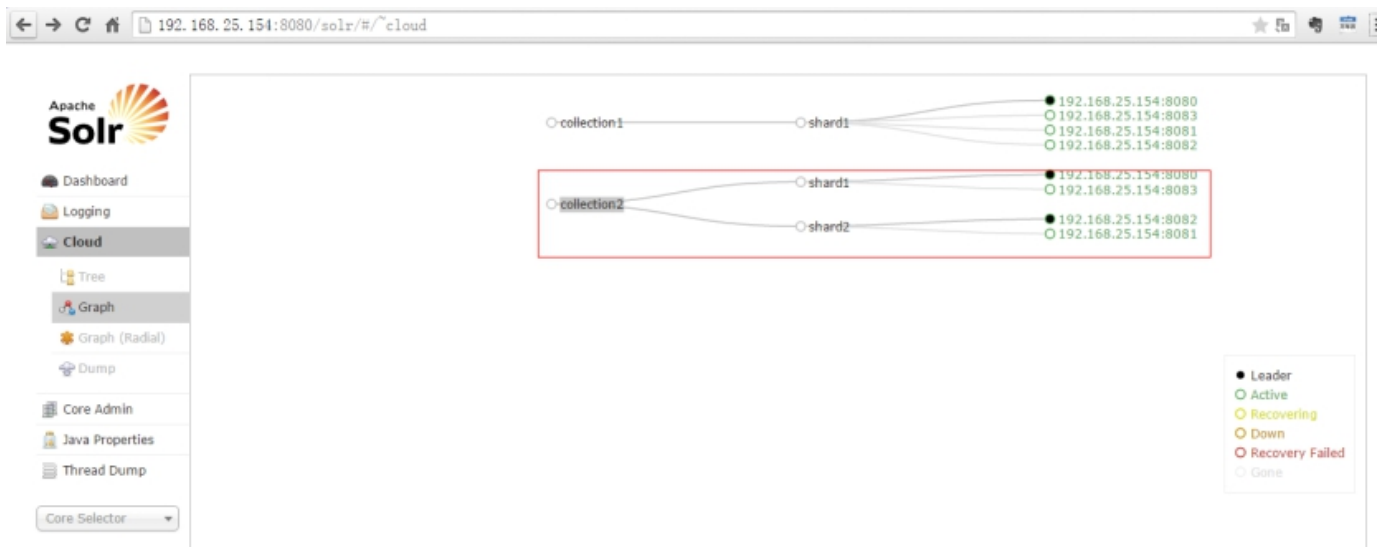 192.168.25.154:8080/solr/#/~cloud
Apache
Solr
Dashboard
Logging
Cloud
Tree
Graph
Graph (Radial)
Dump
Core Admin
Java Properties
Thread Dump
Core Selector
collection1
shard1
192.168.25.154:8080
192.168.25.154:8083
192.168.25.154:8081
192.168.25.154:8082
collection2
shard1
192.168.25.154:8080
192.168.25.154:8083
shard2
192.168.25.154:8082
192.168.25.154:8081
Leader
Active
Recovering
Down
Recovery Failed
Gone